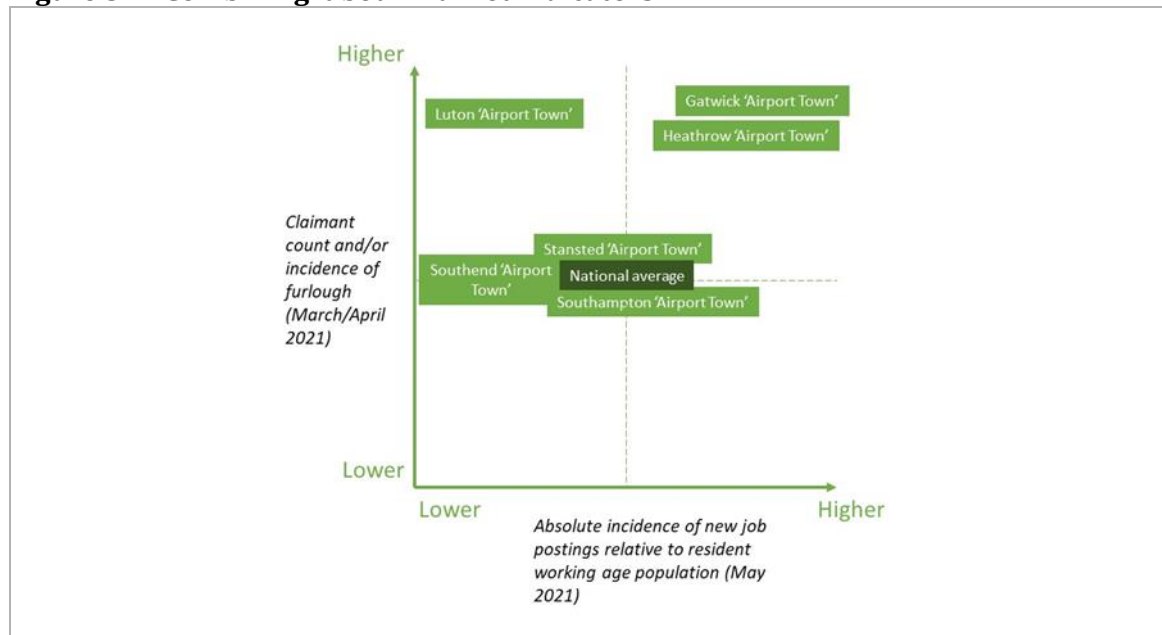 Higher
Luton 'Airport Town'
Gatwick 'Airport Town'
Heathrow 'Airport Town'
Claimant
count and/or
incidence of
furlough
(March/April
2021)
Stansted 'Airport Town'
Southend 'Airport
Town'
National average
Southampton 'Airport Town'
Lower
Lower
Higher
Absolute incidence of new job
postings relative to resident
working age population (May
2021)